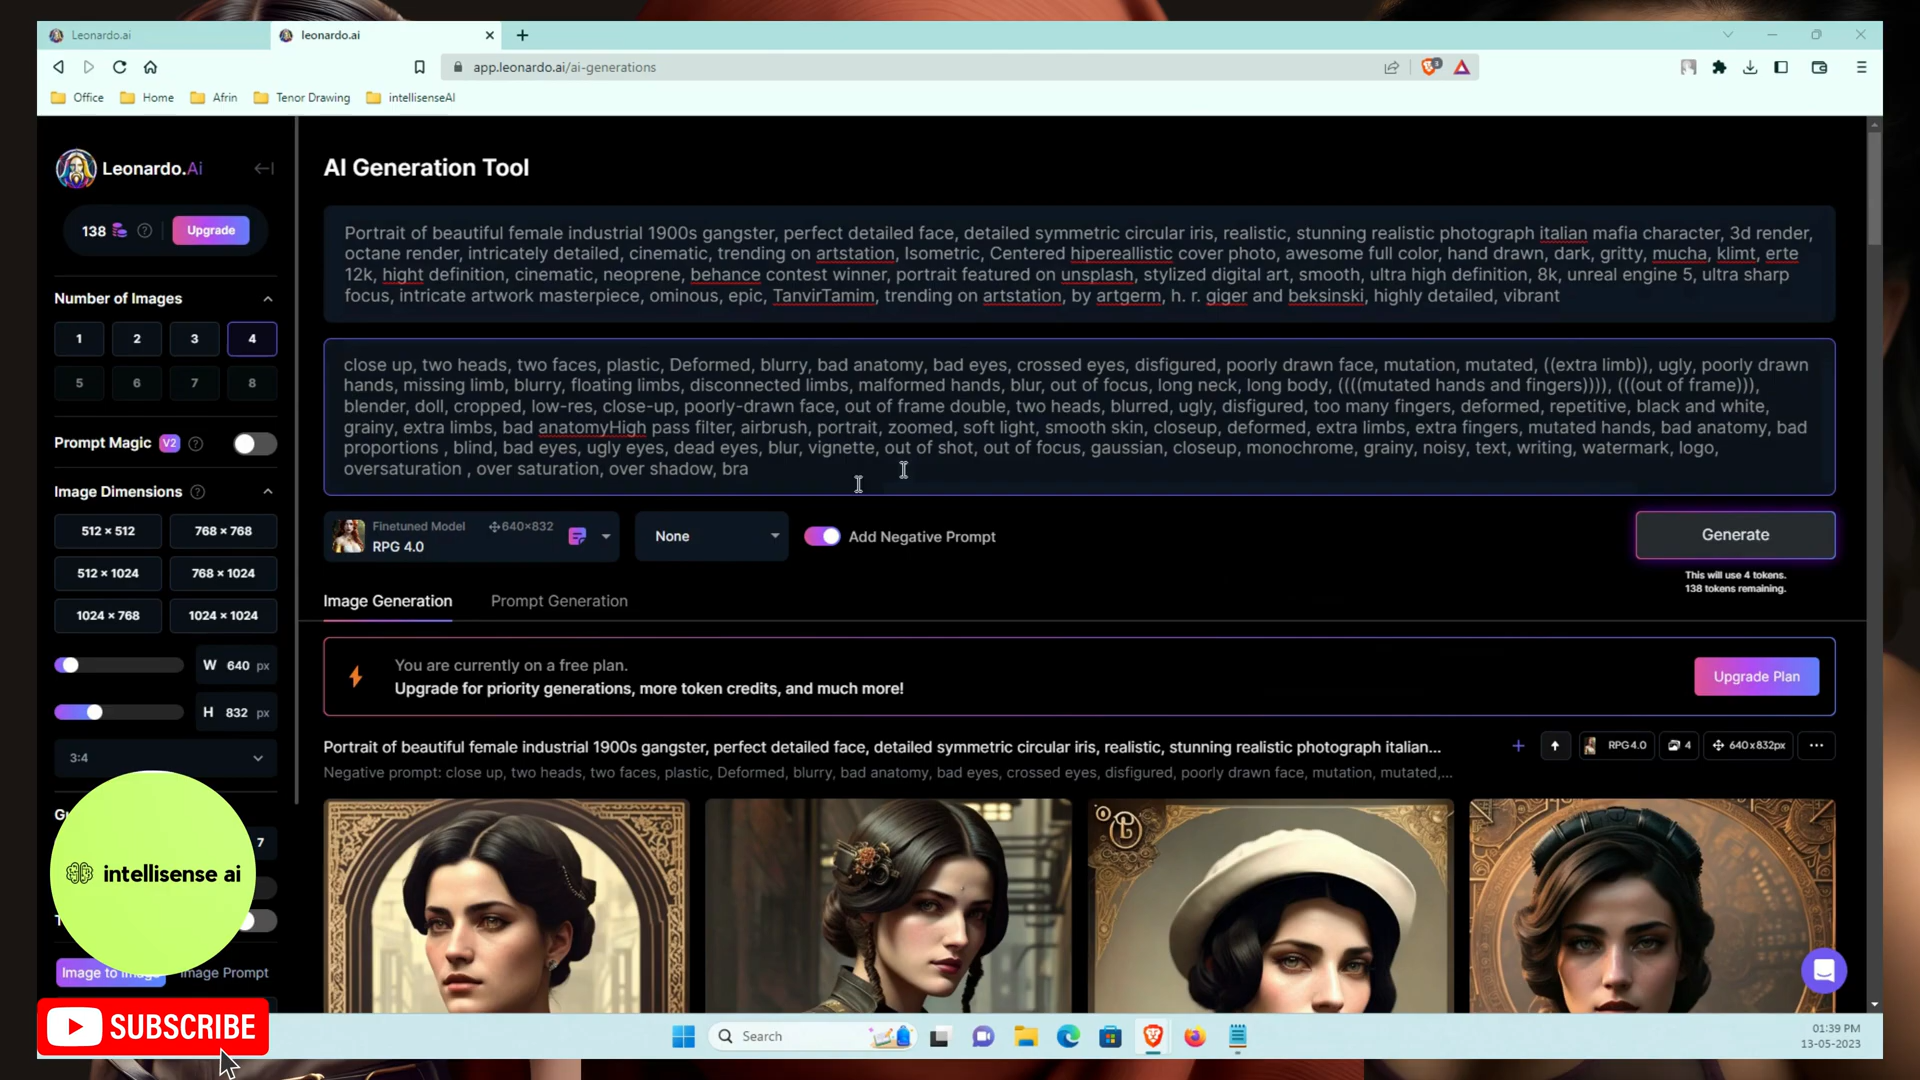 Leonardo.ai
leonardo.ai
app.leonardo.ai/ai-generations
Office Home Afrin Tenor Drawing intellisenseAI
Leonardo.Ai
138 Upgrade
Number of Images
1 2 3 4
5 6 7 8
Prompt Magic V2
Image Dimensions
512 × 512 768 × 768
512 × 1024 768 × 1024
1024 × 768 1024 × 1024
W 640 px
H 832 px
3:4
7
intellisense ai
Image to Image Prompt
SUBSCRIBE
AI Generation Tool
Portrait of beautiful female industrial 1900s gangster, perfect detailed face, detailed symmetric circular iris, realistic, stunning realistic photograph italian mafia character, 3d render,
octane render, intricately detailed, cinematic, trending on artstation, Isometric, Centered hipereallistic cover photo, awesome full color, hand drawn, dark, gritty, mucha, klimt, erte
12k, hight definition, cinematic, neoprene, behance contest winner, portrait featured on unsplash, stylized digital art, smooth, ultra high definition, 8k, unreal engine 5, ultra sharp
focus, intricate artwork masterpiece, ominous, epic, TanvirTamim, trending on artstation, by artgerm, h. r. giger and beksinski, highly detailed, vibrant
close up, two heads, two faces, plastic, Deformed, blurry, bad anatomy, bad eyes, crossed eyes, disfigured, poorly drawn face, mutation, mutated, ((extra limb)), ugly, poorly drawn
hands, missing limb, blurry, floating limbs, disconnected limbs, malformed hands, blur, out of focus, long neck, long body, ((((mutated hands and fingers)))), (((out of frame))),
blender, doll, cropped, low-res, close-up, poorly-drawn face, out of frame double, two heads, blurred, ugly, disfigured, too many fingers, deformed, repetitive, black and white,
grainy, extra limbs, bad anatomyHigh pass filter, airbrush, portrait, zoomed, soft light, smooth skin, closeup, deformed, extra limbs, extra fingers, mutated hands, bad anatomy, bad
proportions , blind, bad eyes, ugly eyes, dead eyes, blur, vignette, out of shot, out of focus, gaussian, closeup, monochrome, grainy, noisy, text, writing, watermark, logo,
oversaturation , over saturation, over shadow, bra
Finetuned Model 640×832
RPG 4.0
None
Add Negative Prompt
Generate
This will use 4 tokens.
138 tokens remaining.
Image Generation Prompt Generation
You are currently on a free plan.
Upgrade for priority generations, more token credits, and much more!
Upgrade Plan
Portrait of beautiful female industrial 1900s gangster, perfect detailed face, detailed symmetric circular iris, realistic, stunning realistic photograph italian...
RPG 4.0 4 640x832px
Negative prompt: close up, two heads, two faces, plastic, Deformed, blurry, bad anatomy, bad eyes, crossed eyes, disfigured, poorly drawn face, mutation, mutated,...
Search
01:39 PM
13-05-2023